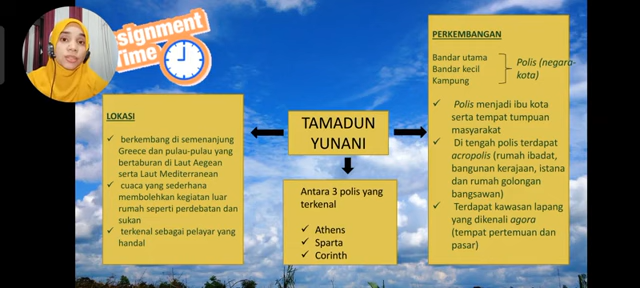 ssignment
Time
LOKASI
✓ berkembang di semenanjung
Greece dan pulau-pulau yang
bertaburan di Laut Aegean
serta Laut Mediterranean
✓ cuaca yang sederhana
membolehkan kegiatan luar
rumah seperti perdebatan dan
sukan
✓ terkenal sebagai pelayar yang
handal
TAMADUN
YUNANI
Antara 3 polis yang
terkenal
✓ Athens
✓ Sparta
✓ Corinth
PERKEMBANGAN
Bandar utama
Bandar kecil
Kampung
Polis (negara-
kota)
✓ Polis menjadi ibu kota
serta tempat tumpuan
masyarakat
✓ Di tengah polis terdapat
acropolis (rumah ibadat,
bangunan kerajaan, istana
dan rumah golongan
bangsawan)
✓ Terdapat kawasan lapang
yang dikenali agora
(tempat pertemuan dan
pasar)